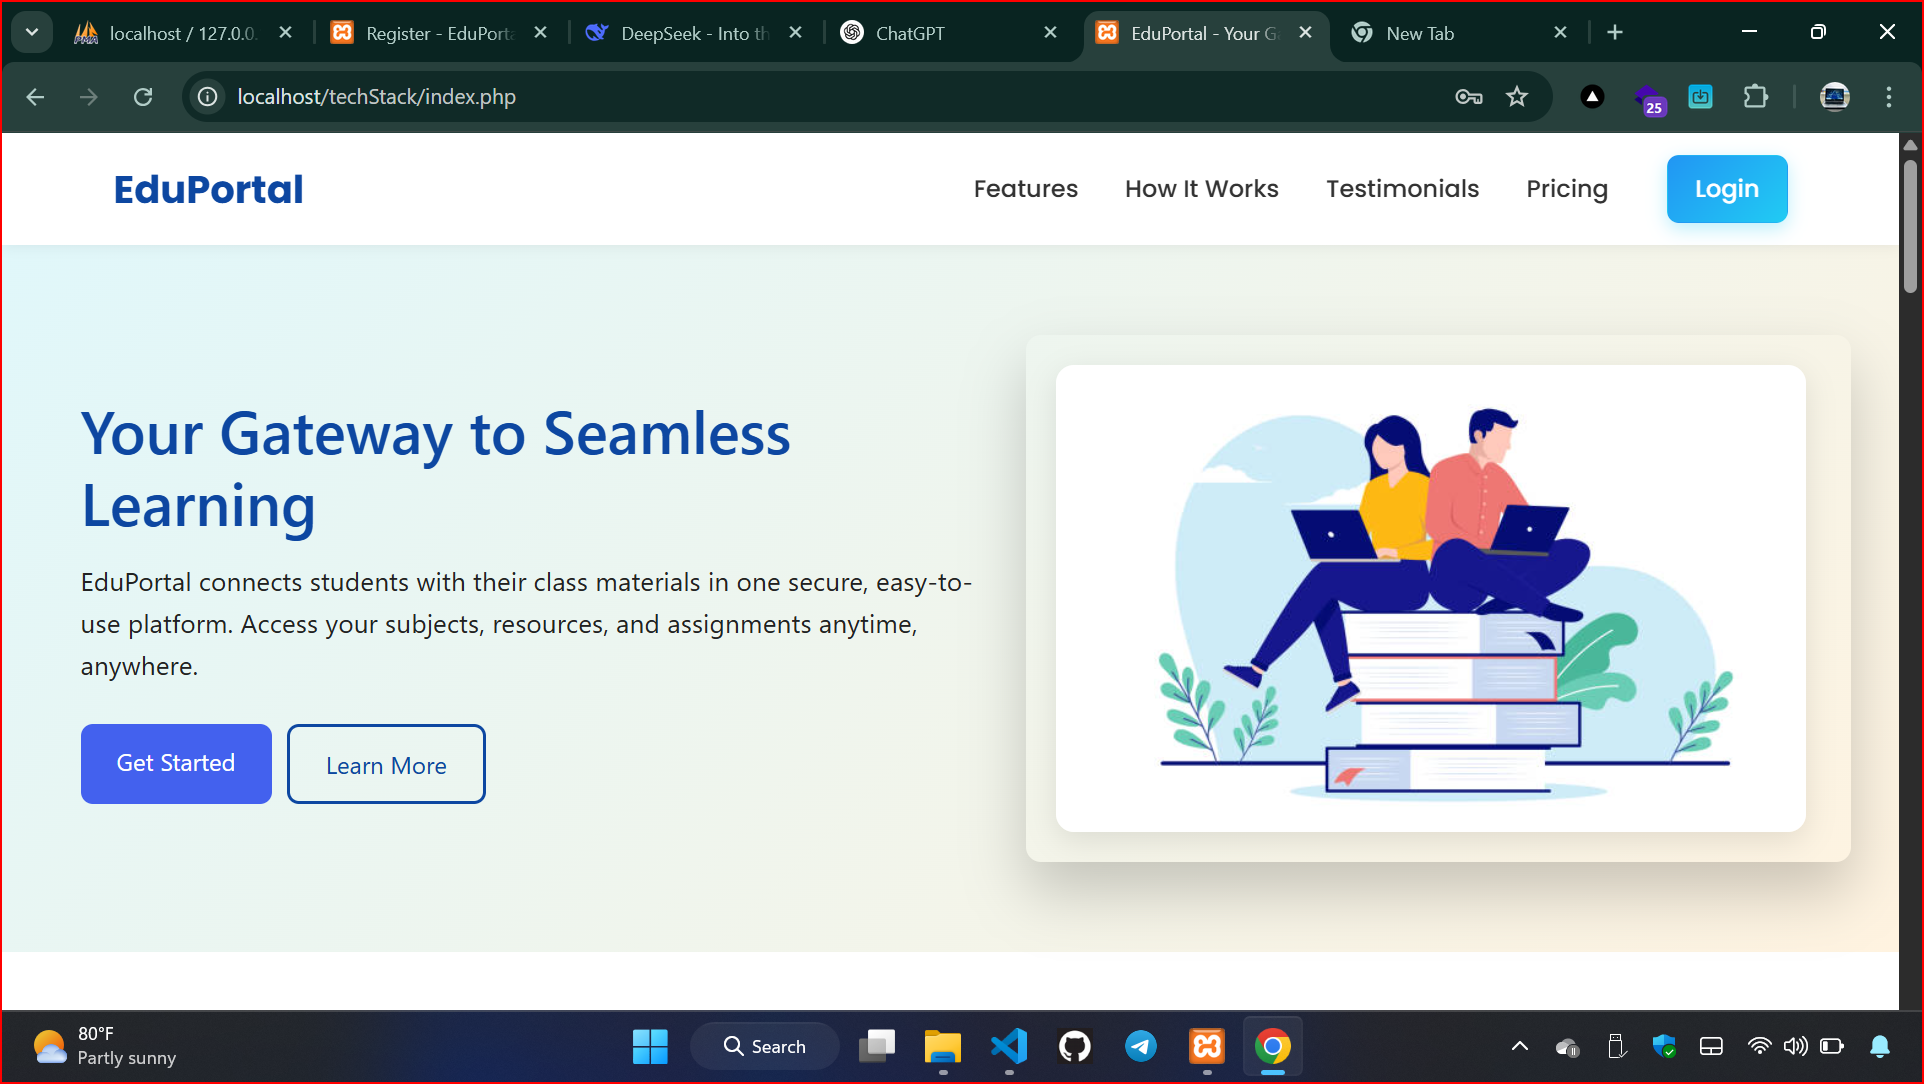 localhost / 127.0.0.
Register - EduPorta
DeepSeek - Into th
ChatGPT
EduPortal - Your Ga
New Tab
localhost/techStack/index.php
25
EduPortal
Features
How It Works
Testimonials
Pricing
Login
Your Gateway to Seamless
Learning
EduPortal connects students with their class materials in one secure, easy-to-
use platform. Access your subjects, resources, and assignments anytime,
anywhere.
Get Started
Learn More
80°F
Partly sunny
Search